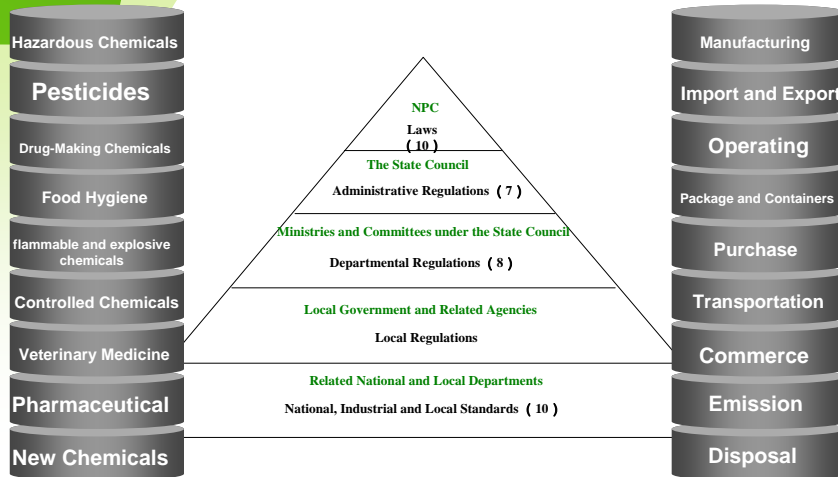 Hazardous Chemicals
Pesticides
Drug-Making Chemicals
Food Hygiene
flammable and explosive
chemicals
Controlled Chemicals
Veterinary Medicine
Pharmaceutical
New Chemicals
NPC
Laws
( 10 )
The State Council
Administrative Regulations ( 7 )
Ministries and Committees under the State Council
Departmental Regulations ( 8 )
Local Government and Related Agencies
Local Regulations
Related National and Local Departments
National, Industrial and Local Standards ( 10 )
Manufacturing
Import and Export
Operating
Package and Containers
Purchase
Transportation
Commerce
Emission
Disposal